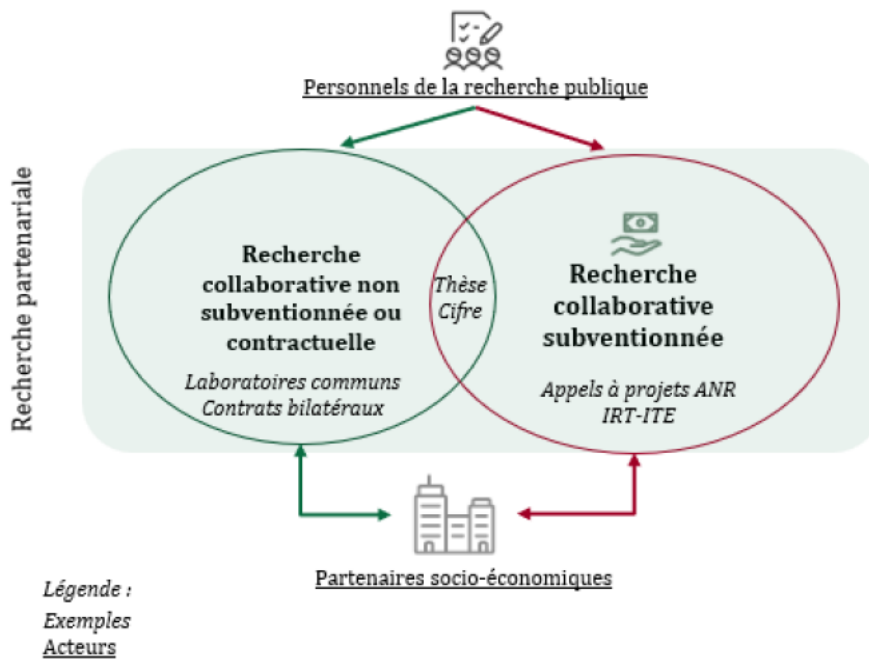 Personnels de la recherche publique
Recherche partenariale
Recherche
collaborative non
subventionnée ou
contractuelle
Laboratoires communs
Contrats bilatéraux
Thèse
Cifre
Recherche
collaborative
subventionnée
Appels à projets ANR
IRT-ITE
Partenaires socio-économiques
Légende :
Exemples
Acteurs